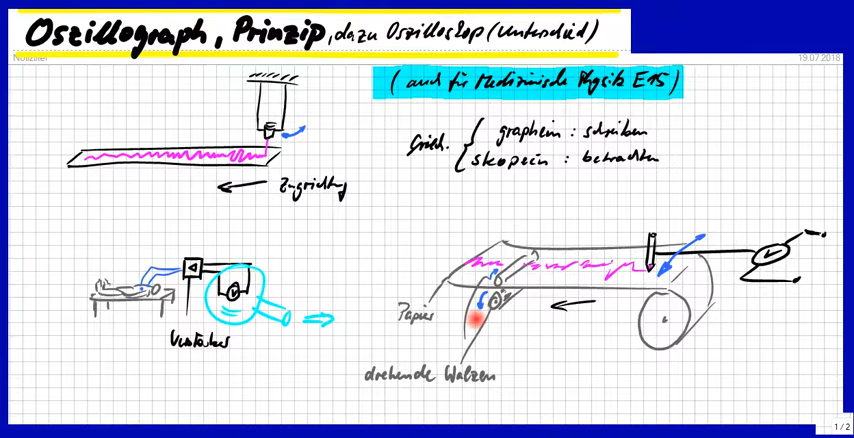 Oszillograph, Prinzip, dazu Oszilloskop (Unterschied)
Notiztitel
19.07.2018
(auch für Medizinische Physik E15)
Griech. { graphein : schreiben
skopein : betrachten
Zugrichtung
Verstärker
Papier
drehende Walzen
1 / 2